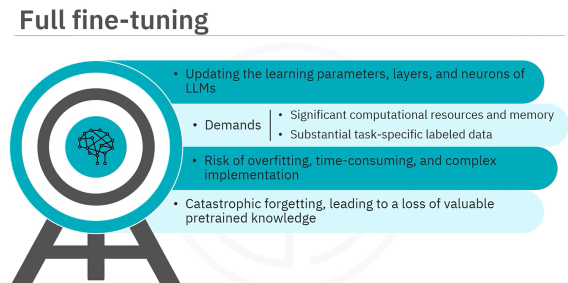 Full fine-tuning
• Updating the learning parameters, layers, and neurons of
LLMs
• Demands
• Significant computational resources and memory
• Substantial task-specific labeled data
• Risk of overfitting, time-consuming, and complex
implementation
• Catastrophic forgetting, leading to a loss of valuable
pretrained knowledge